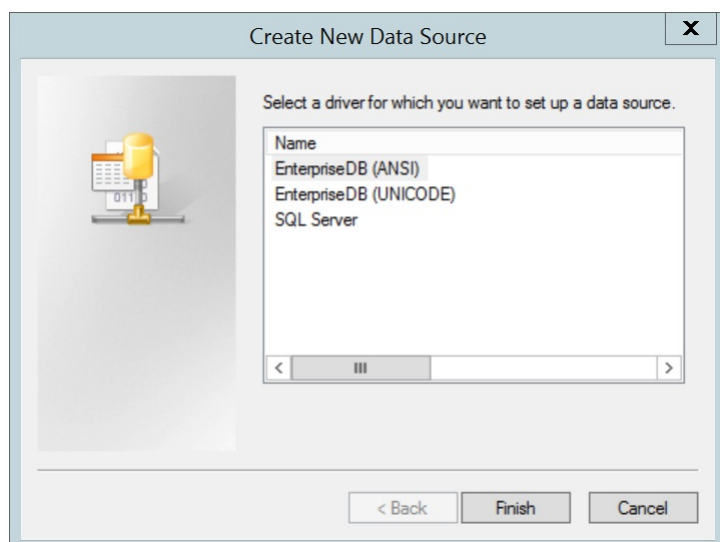 Create New Data Source
X
Select a driver for which you want to set up a data source.
Name
EnterpriseDB (ANSI)
EnterpriseDB (UNICODE)
SQL Server
011
< Back
Finish
Cancel